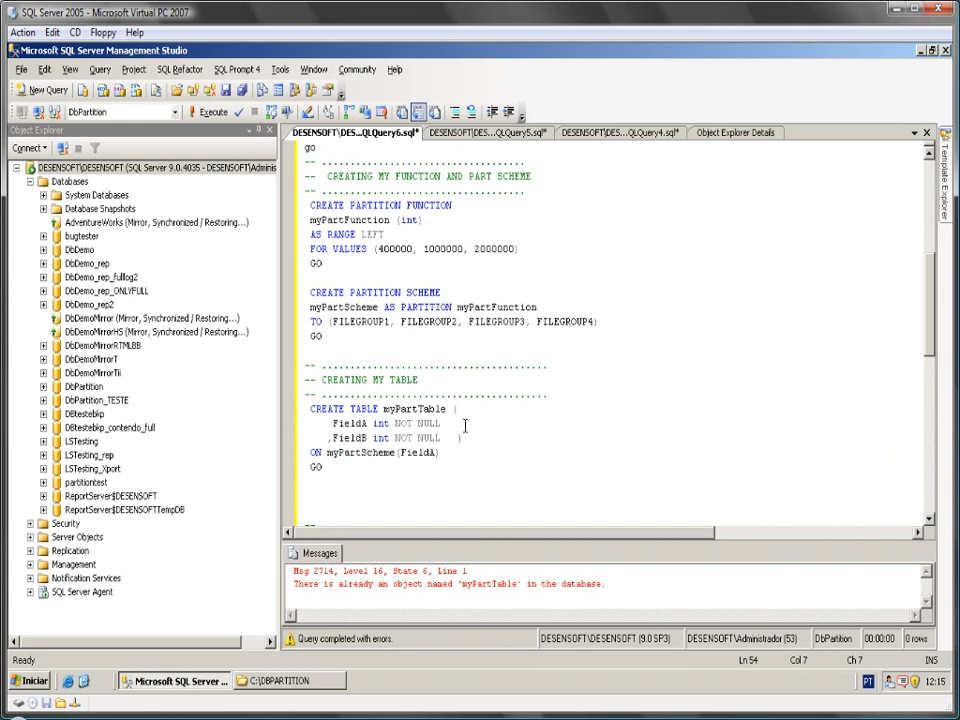 SQL Server 2005 - Microsoft Virtual PC 2007
Action Edit CD Floppy Help
Microsoft SQL Server Management Studio
File Edit View Query Project SQL Refactor SQL Prompt 4 Tools Window Community Help
New Query
DbPartition Execute
Object Explorer
DESENSOFT\DES...QLQuery6.sql* DESENSOFT\DES...QLQuery5.sql* DESENSOFT\DES...QLQuery4.sql* Object Explorer Details
Connect
DESENSOFT\DESENSOFT (SQL Server 9.0.4035 - DESENSOFT\Adminis
Databases
System Databases
Database Snapshots
AdventureWorks (Mirror, Synchronized / Restoring...)
bugtester
DbDemo
DbDemo_rep
DbDemo_rep_fulllog2
DbDemo_rep_ONLYFULL
DbDemo_rep2
DbDemoMirror (Mirror, Synchronized / Restoring...)
DbDemoMirrorHS (Mirror, Synchronized / Restoring...)
DbDemoMirrorRTMLBB
DbDemoMirrorT
DbDemoMirrorTii
DbPartition
DbPartition_TESTE
DBtestebkp
DBtestebkp_contendo_full
LSTesting
LSTesting_rep
LSTesting_Xport
partitiontest
ReportServer$DESENSOFT
ReportServer$DESENSOFTTempDB
Security
Server Objects
Replication
Management
Notification Services
SQL Server Agent
go
-- ....................................
-- CREATING MY FUNCTION AND PART SCHEME
-- ....................................
CREATE PARTITION FUNCTION
myPartFunction (int)
AS RANGE LEFT
FOR VALUES (400000, 1000000, 2000000)
GO
CREATE PARTITION SCHEME
myPartScheme AS PARTITION myPartFunction
TO (FILEGROUP1, FILEGROUP2, FILEGROUP3, FILEGROUP4)
GO
-- ........................................
-- CREATING MY TABLE
-- ........................................
CREATE TABLE myPartTable (
FieldA int NOT NULL
,FieldB int NOT NULL )
ON myPartScheme(FieldA)
GO
--
Template Explorer
Messages
Msg 2714, Level 16, State 6, Line 1
There is already an object named 'myPartTable' in the database.
Query completed with errors. DESENSOFT\DESENSOFT (9.0 SP3) DESENSOFT\Administrador (53) DbPartition 00:00:00 0 rows
Ready Ln 54 Col 7 Ch 7 INS
Iniciar Microsoft SQL Server ... C:\DBPARTITION PT 12:15